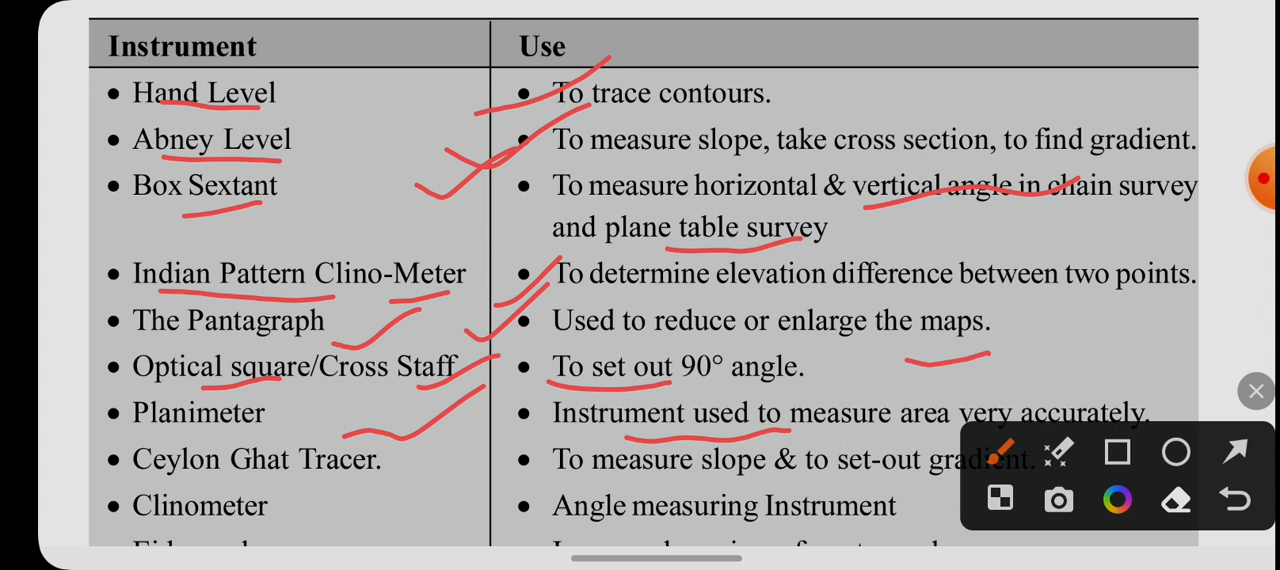 Instrument Use
• Hand Level • To trace contours.
• Abney Level • To measure slope, take cross section, to find gradient.
• Box Sextant • To measure horizontal & vertical angle in chain survey
and plane table survey
• Indian Pattern Clino-Meter • To determine elevation difference between two points.
• The Pantagraph • Used to reduce or enlarge the maps.
• Optical square/Cross Staff • To set out 90° angle.
• Planimeter • Instrument used to measure area very accurately.
• Ceylon Ghat Tracer. • To measure slope & to set-out gradient.
• Clinometer • Angle measuring Instrument